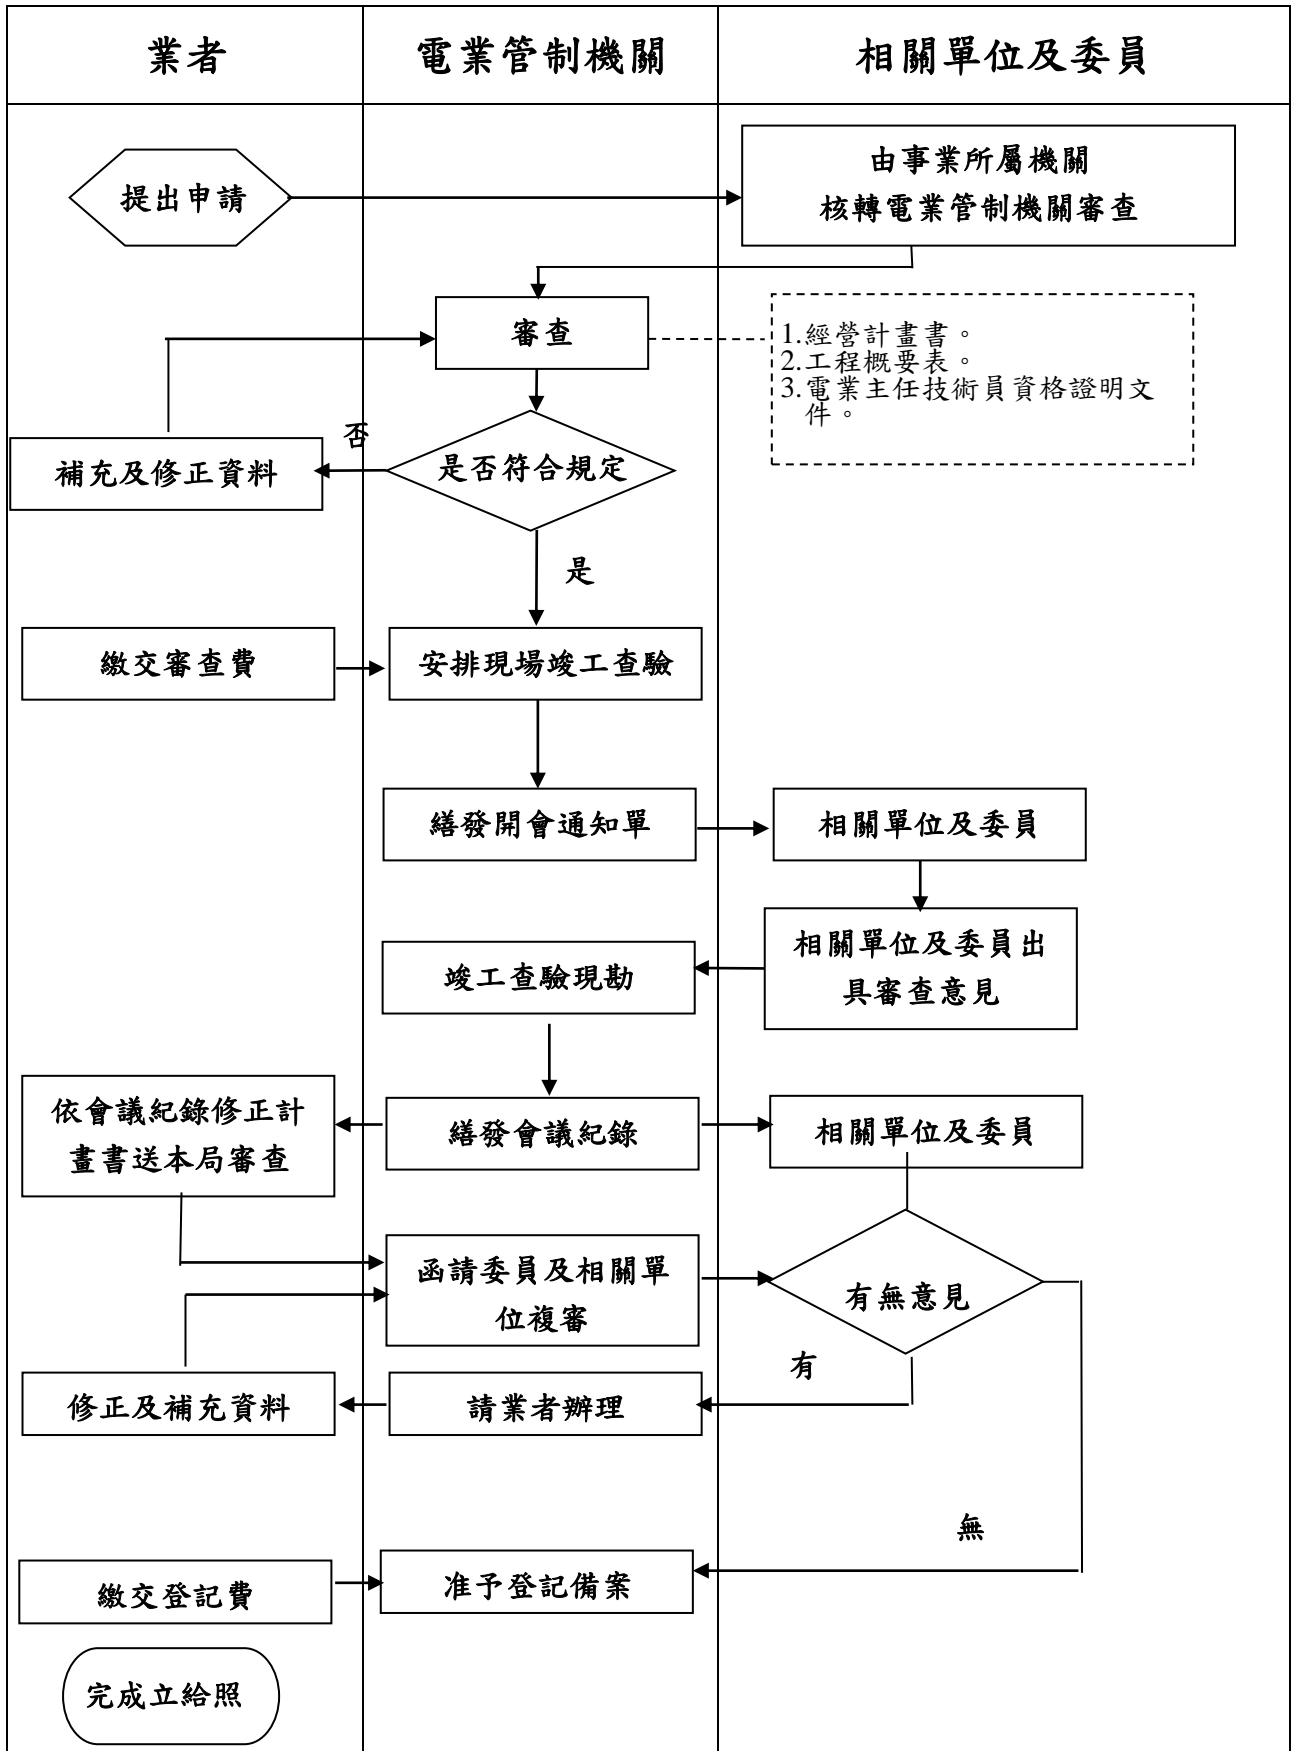 業者
電業管制機關
相關單位及委員
提出申請
由事業所屬機關
核轉電業管制機關審查
審查
1.經營計畫書。
2.工程概要表。
3.電業主任技術員資格證明文
件。
否
補充及修正資料
是否符合規定
是
繳交審查費
安排現場竣工查驗
繕發開會通知單
相關單位及委員
相關單位及委員出
具審查意見
竣工查驗現勘
依會議紀錄修正計
畫書送本局審查
繕發會議紀錄
相關單位及委員
函請委員及相關單
位複審
有無意見
有
修正及補充資料
請業者辦理
無
繳交登記費
准予登記備案
完成立給照